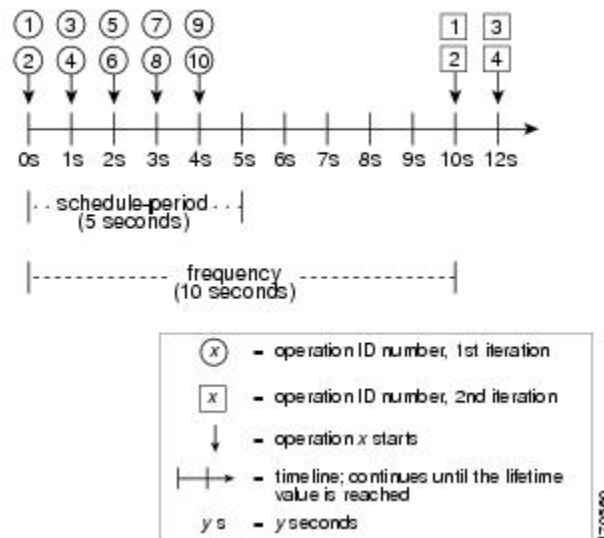 1 3 5 7 9 1 3
2 4 6 8 10 2 4
0s 1s 2s 3s 4s 5s 6s 7s 8s 9s 10s 12s
schedule-period
(5 seconds)
frequency
(10 seconds)
x = operation ID number, 1st iteration
x = operation ID number, 2nd iteration
= operation x starts
= timeline; continues until the lifetime
value is reached
y s = y seconds